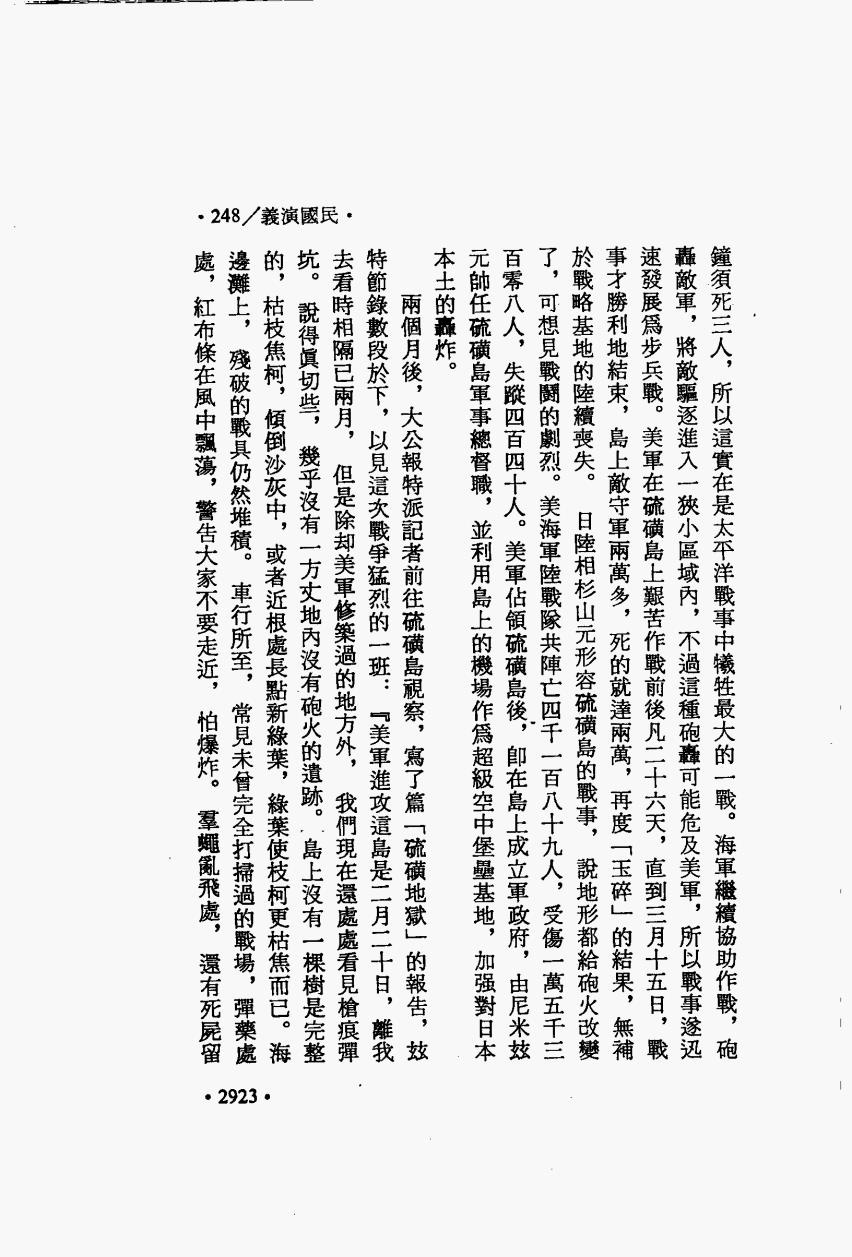 •248／義演國民•
鐘須死三人，所以這實在是太平洋戰事中犧牲最大的一戰。海軍繼續協助作戰，砲
轟敵軍，將敵驅逐進入一狹小區域內，不過這種砲轟可能危及美軍，所以戰事遂迅
速發展爲步兵戰。美軍在硫磺島上艱苦作戰前後凡二十六天，直到三月十五日，戰
事才勝利地結束，島上敵守軍兩萬多，死的就達兩萬，再度「玉碎」的結果，無補
於戰略基地的陸續喪失。日陸相杉山元形容硫磺島的戰事，說地形都給砲火改變
了，可想見戰鬪的劇烈。美海軍陸戰隊共陣亡四千一百八十九人，受傷一萬五千三
百零八人，失蹤四百四十人。美軍佔領硫磺島後，卽在島上成立軍政府，由尼米玆
元帥任硫磺島軍事總督職，並利用島上的機場作爲超級空中堡壘基地，加强對日本
本土的轟炸。
兩個月後，大公報特派記者前往硫磺島視察，寫了篇「硫磺地獄」的報告，玆
特節錄數段於下，以見這次戰爭猛烈的一班：『美軍進攻這島是二月二十日，離我
去看時相隔已兩月，但是除却美軍修築過的地方外，我們現在還處處看見槍痕彈
坑。說得眞切些，幾乎沒有一方丈地內沒有砲火的遺跡。島上沒有一棵樹是完整
的，枯枝焦柯，傾倒沙灰中，或者近根處長點新綠葉，綠葉使枝柯更枯焦而已。海
邊灘上，殘破的戰具仍然堆積。車行所至，常見未曾完全打掃過的戰場，彈藥處
處，紅布條在風中飄蕩，警告大家不要走近，怕爆炸。羣蠅亂飛處，還有死屍留
•2923•